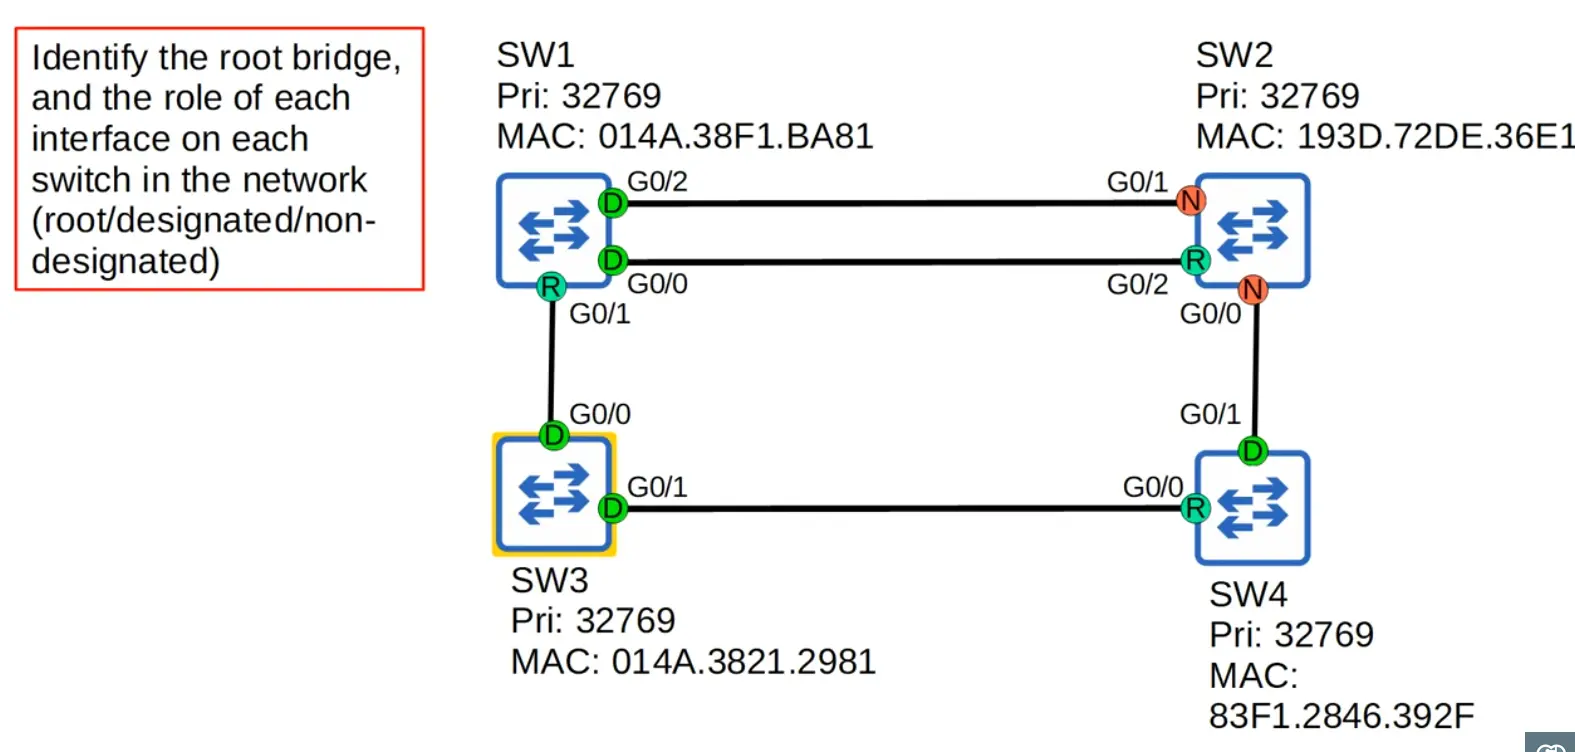 Identify the root bridge,
and the role of each
interface on each
switch in the network
(root/designated/non-
designated)
SW1
Pri: 32769
MAC: 014A.38F1.BA81
SW2
Pri: 32769
MAC: 193D.72DE.36E1
D
G0/2
G0/1
N
D
G0/0
G0/2
R
R
G0/1
G0/0
N
D
G0/0
G0/1
D
D
G0/1
G0/0
R
SW3
Pri: 32769
MAC: 014A.3821.2981
SW4
Pri: 32769
MAC:
83F1.2846.392F